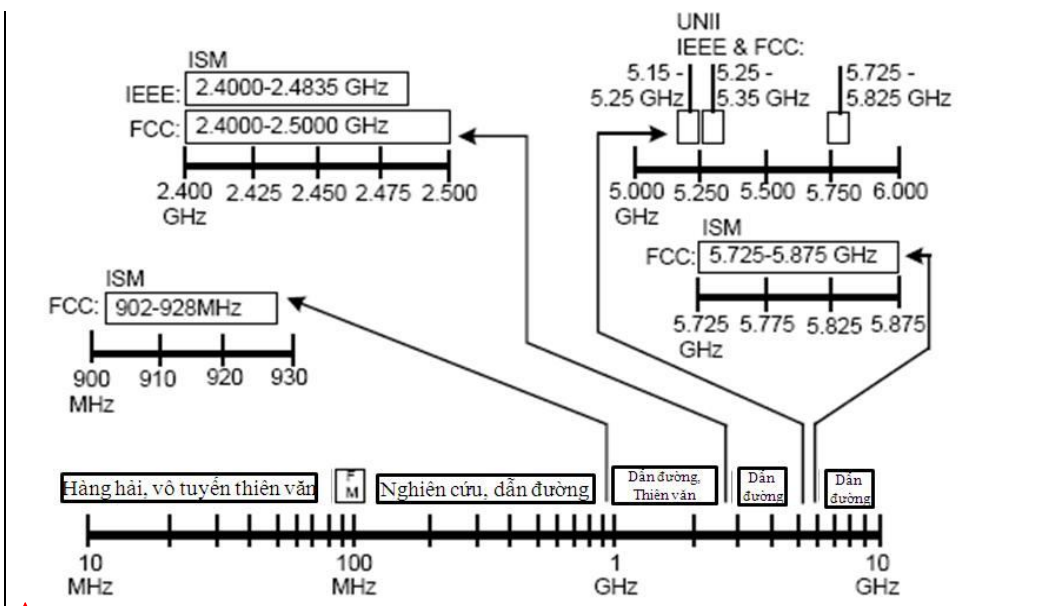 ISM
IEEE: 2.4000-2.4835 GHz
FCC: 2.4000-2.5000 GHz
2.400 2.425 2.450 2.475 2.500
GHz
UNII
IEEE & FCC:
5.15 - 5.25 - 5.725 -
5.25 GHz 5.35 GHz 5.825 GHz
5.000 5.250 5.500 5.750 6.000
GHz
ISM
FCC: 5.725-5.875 GHz
5.725 5.775 5.825 5.875
GHz
ISM
FCC: 902-928MHz
900 910 920 930
MHz
Hàng hải, vô tuyến thiên văn
F
M
Nghiên cứu, dẫn đường
Dẫn đường,
Thiên văn
Dẫn
đường
Dẫn
đường
10 100 1 10
MHz MHz GHz GHz